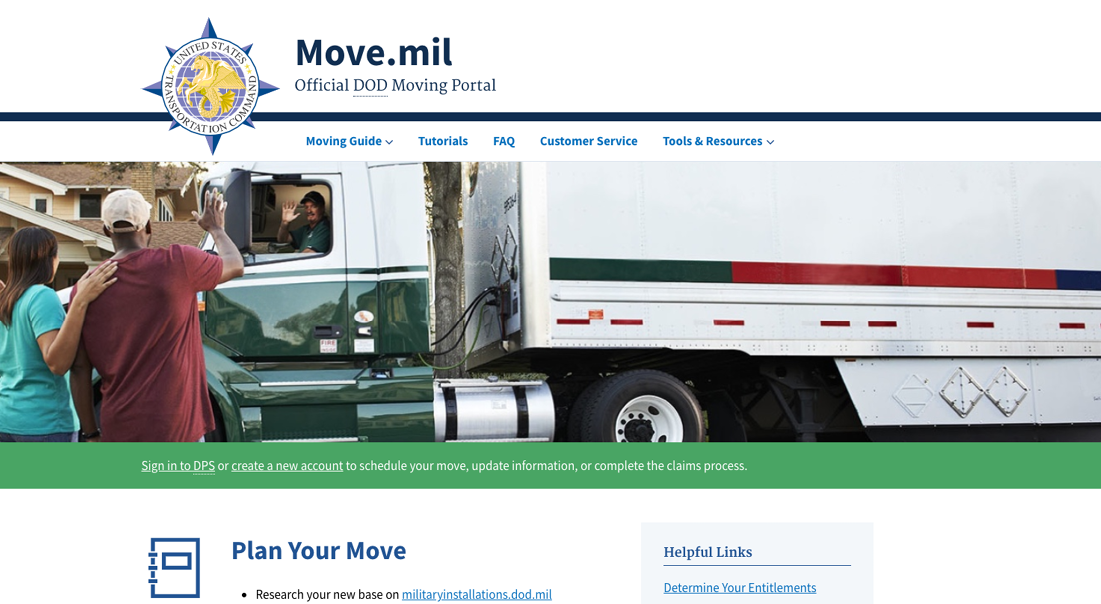 UNITED STATES
TRANSPORTATION COMMAND
Move.mil
Official DOD Moving Portal
Moving Guide
Tutorials
FAQ
Customer Service
Tools & Resources
FIRE
Sign in to DPS or create a new account to schedule your move, update information, or complete the claims process.
Plan Your Move
Helpful Links
Research your new base on militaryinstallations.dod.mil
Determine Your Entitlements